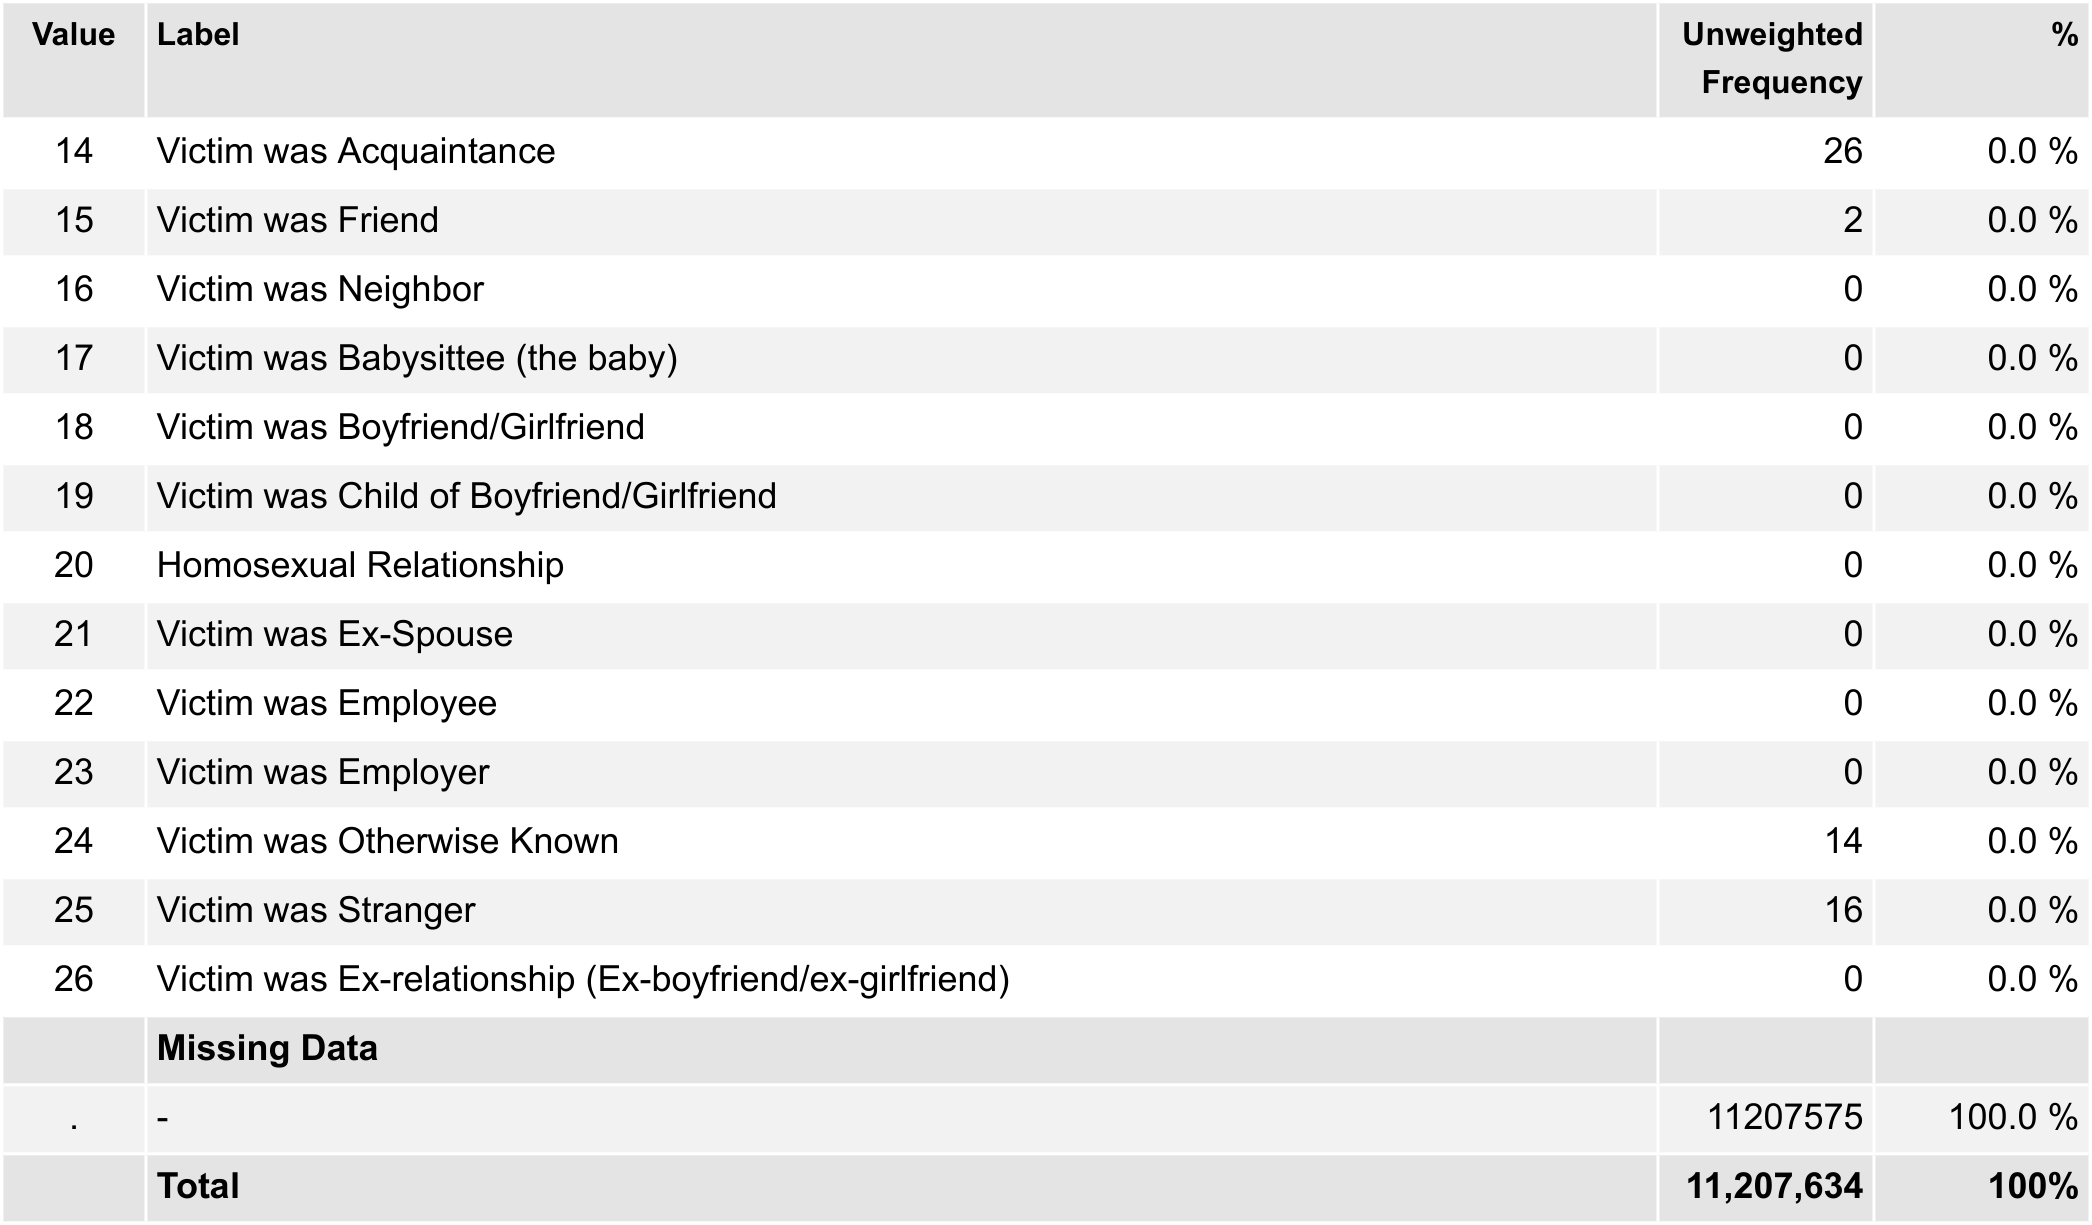 Value Label Unweighted Frequency %
14 Victim was Acquaintance 26 0.0 %
15 Victim was Friend 2 0.0 %
16 Victim was Neighbor 0 0.0 %
17 Victim was Babysittee (the baby) 0 0.0 %
18 Victim was Boyfriend/Girlfriend 0 0.0 %
19 Victim was Child of Boyfriend/Girlfriend 0 0.0 %
20 Homosexual Relationship 0 0.0 %
21 Victim was Ex-Spouse 0 0.0 %
22 Victim was Employee 0 0.0 %
23 Victim was Employer 0 0.0 %
24 Victim was Otherwise Known 14 0.0 %
25 Victim was Stranger 16 0.0 %
26 Victim was Ex-relationship (Ex-boyfriend/ex-girlfriend) 0 0.0 %
Missing Data
. - 11207575 100.0 %
Total 11,207,634 100%